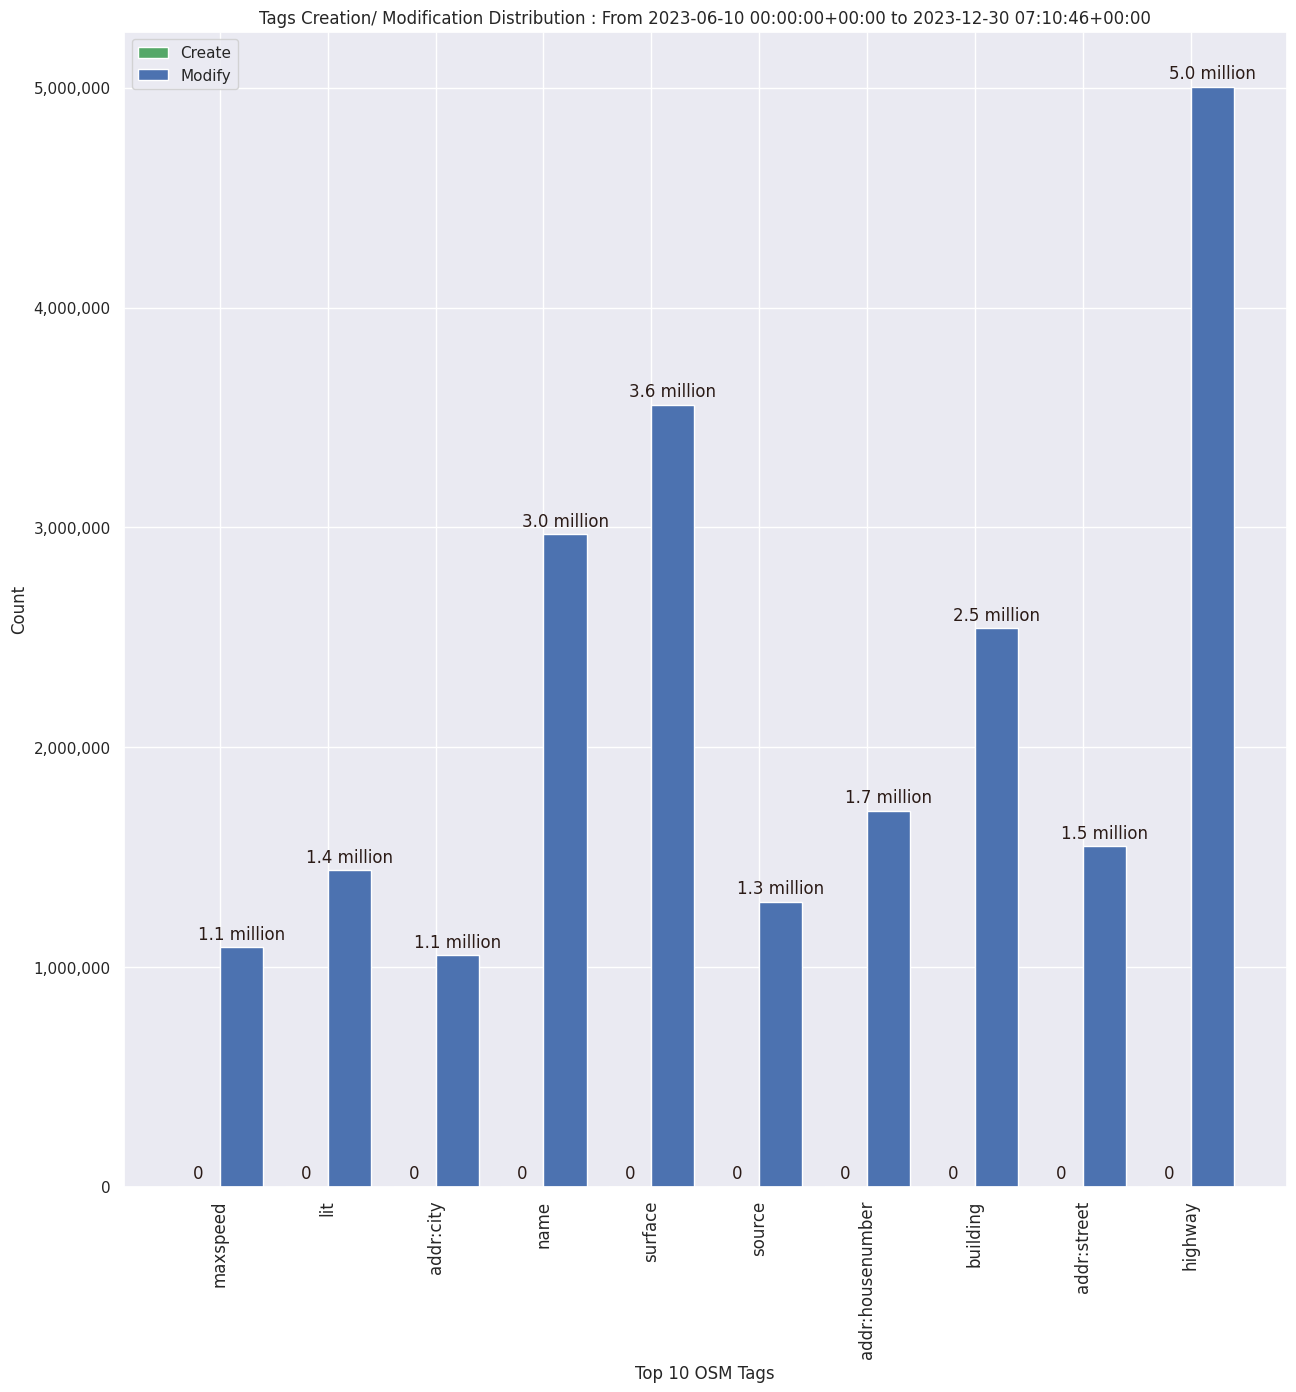 Tags Creation/ Modification Distribution : From 2023-06-10 00:00:00+00:00 to 2023-12-30 07:10:46+00:00
Create
Modify
5.0 million
5,000,000
4,000,000
3.6 million
3,000,000
3.0 million
2.5 million
Count
2,000,000
1.7 million
1.5 million
1.4 million
1.3 million
1.1 million
1.1 million
1,000,000
0
0 0 0 0 0 0 0 0 0 0
maxspeed
lit
addr:city
name
surface
source
addr:housenumber
building
addr:street
highway
Top 10 OSM Tags